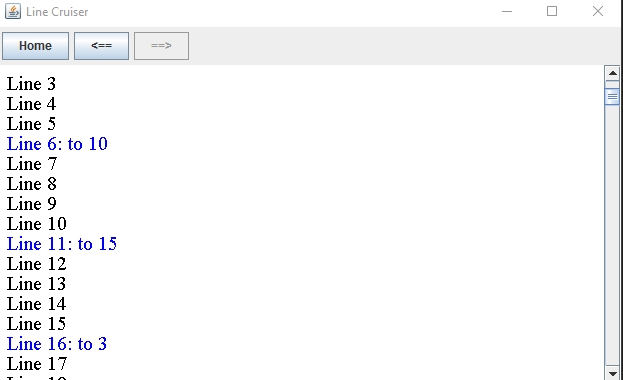 Line Cruiser
Home <== ==>
Line 3
Line 4
Line 5
Line 6: to 10
Line 7
Line 8
Line 9
Line 10
Line 11: to 15
Line 12
Line 13
Line 14
Line 15
Line 16: to 3
Line 17